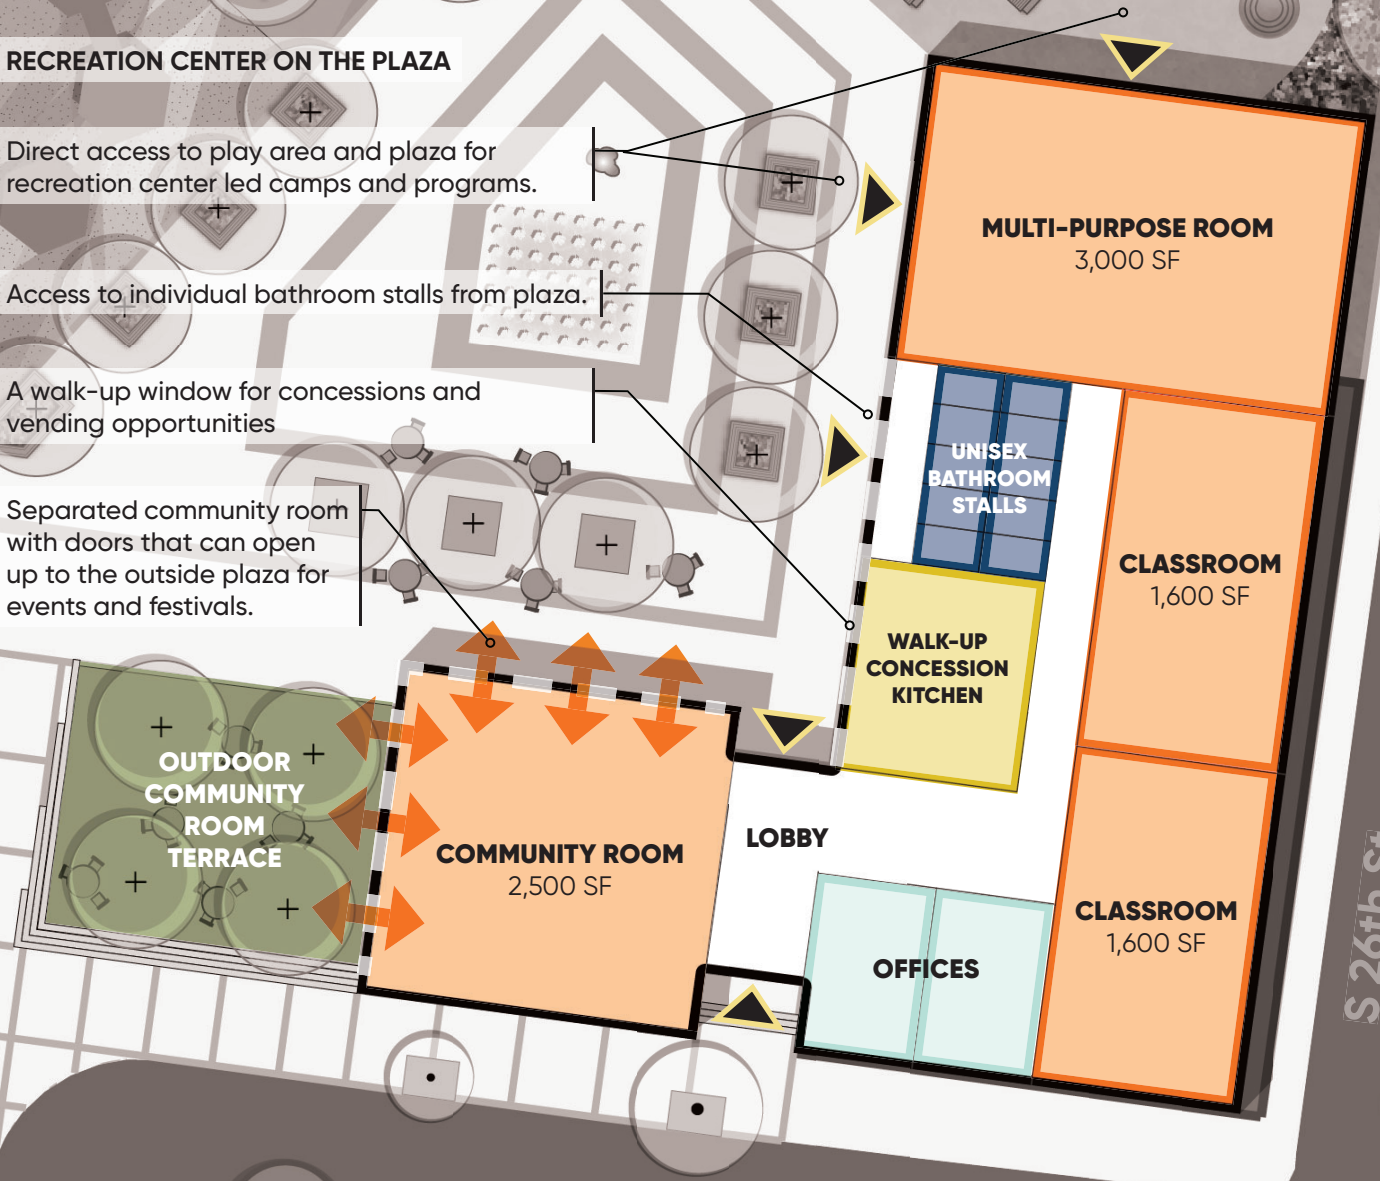 RECREATION CENTER ON THE PLAZA
Direct access to play area and plaza for
recreation center led camps and programs.
Access to individual bathroom stalls from plaza.
A walk-up window for concessions and
vending opportunities
Separated community room
with doors that can open
up to the outside plaza for
events and festivals.
MULTI-PURPOSE ROOM
3,000 SF
UNISEX
BATHROOM
STALLS
CLASSROOM
1,600 SF
WALK-UP
CONCESSION
KITCHEN
OUTDOOR
COMMUNITY
ROOM
TERRACE
COMMUNITY ROOM
2,500 SF
LOBBY
CLASSROOM
1,600 SF
OFFICES
S 26th St